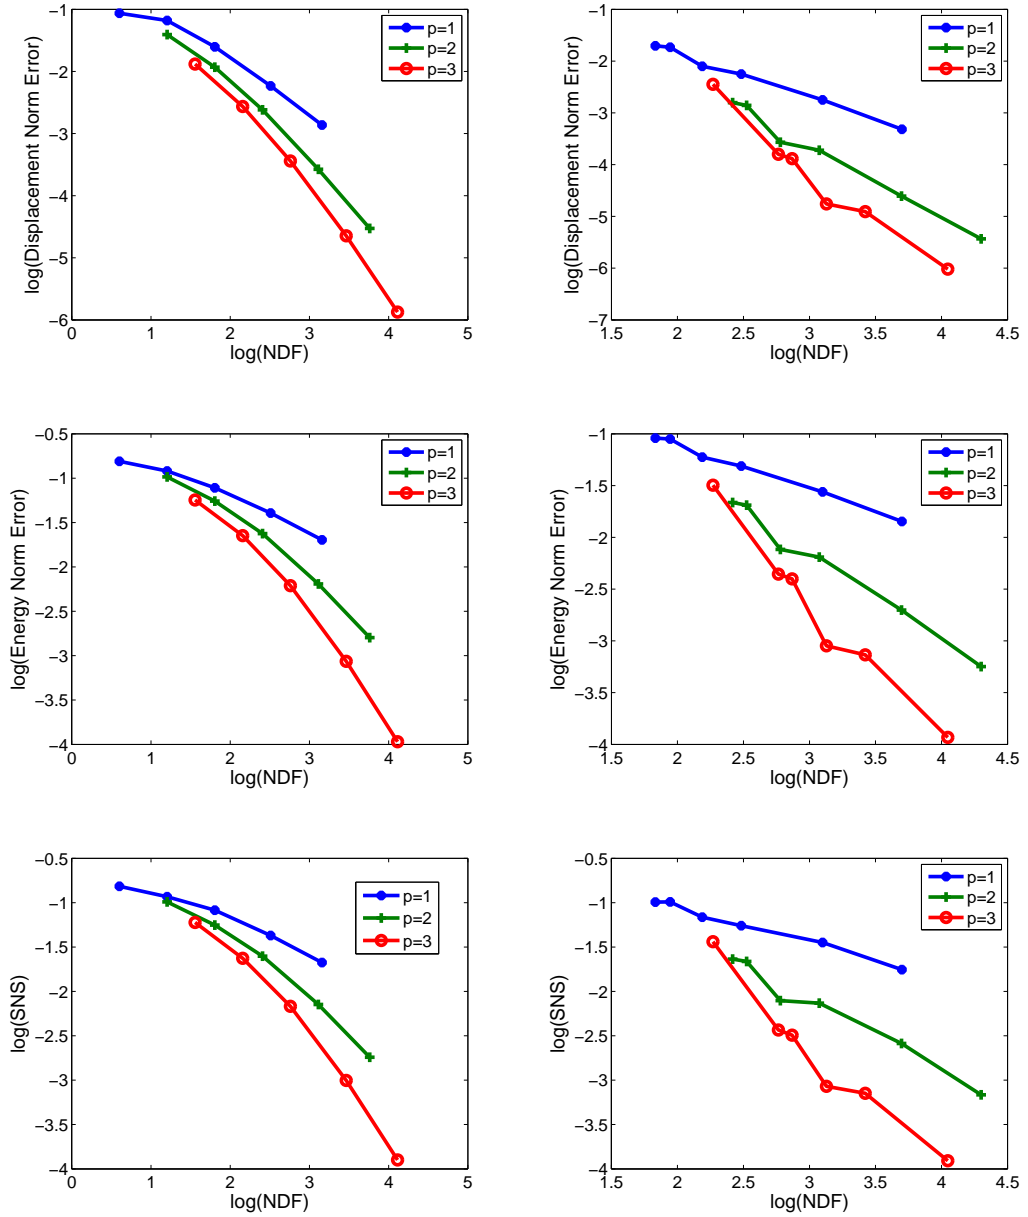 −1
−2
−3
−4
−5
−6
0
1
2
3
4
5
log(NDF)
log(Displacement Norm Error)
p=1
p=2
p=3
−1
−2
−3
−4
−5
−6
−7
1.5
2
2.5
3
3.5
4
4.5
log(NDF)
log(Displacement Norm Error)
p=1
p=2
p=3
−0.5
−1
−1.5
−2
−2.5
−3
−3.5
−4
0
1
2
3
4
5
log(NDF)
log(Energy Norm Error)
p=1
p=2
p=3
−1
−1.5
−2
−2.5
−3
−3.5
−4
1.5
2
2.5
3
3.5
4
4.5
log(NDF)
log(Energy Norm Error)
p=1
p=2
p=3
−0.5
−1
−1.5
−2
−2.5
−3
−3.5
−4
0
1
2
3
4
5
log(NDF)
log(SNS)
p=1
p=2
p=3
−0.5
−1
−1.5
−2
−2.5
−3
−3.5
−4
1.5
2
2.5
3
3.5
4
4.5
log(NDF)
log(SNS)
p=1
p=2
p=3